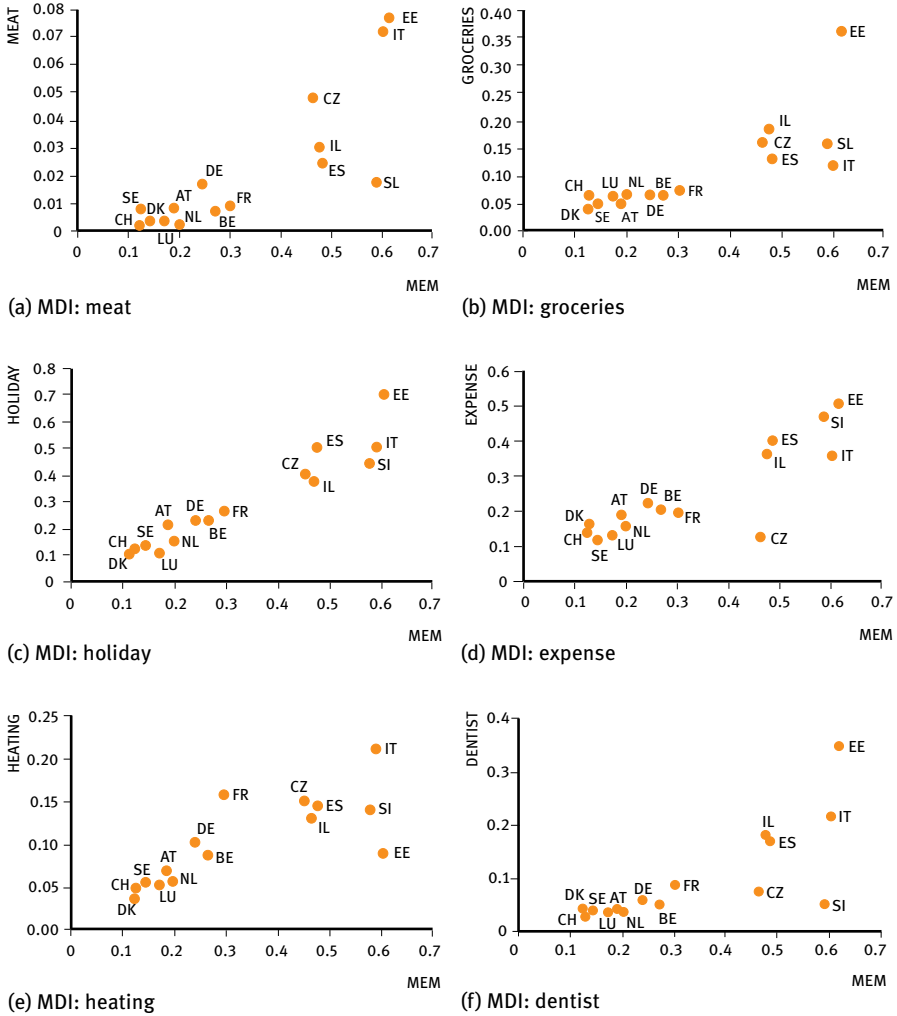 MEAT
0.08
0.07
0.06
0.05
0.04
0.03
0.02
0.01
0
0 0.1 0.2 0.3 0.4 0.5 0.6 0.7
MEM
EE
IT
CZ
IL
ES
SL
DE
SE
DK
AT
FR
CH
LU
NL
BE
(a) MDI: meat
GROCERIES
0.40
0.35
0.30
0.25
0.20
0.15
0.10
0.05
0.00
0 0.1 0.2 0.3 0.4 0.5 0.6 0.7
MEM
EE
IL
CZ
ES
SL
IT
CH
LU
NL
BE
FR
DK
SE
AT
DE
(b) MDI: groceries
HOLIDAY
0.8
0.7
0.6
0.5
0.4
0.3
0.2
0.1
0
0 0.1 0.2 0.3 0.4 0.5 0.6 0.7
MEM
EE
ES
IT
CZ
SI
IL
AT
DE
FR
CH
SE
NL
BE
DK
LU
(c) MDI: holiday
EXPENSE
0.6
0.5
0.4
0.3
0.2
0.1
0
0 0.1 0.2 0.3 0.4 0.5 0.6 0.7
MEM
EE
SI
ES
IL
IT
DE
BE
AT
FR
DK
NL
CH
SE
LU
CZ
(d) MDI: expense
HEATING
0.25
0.20
0.15
0.10
0.05
0.00
0 0.1 0.2 0.3 0.4 0.5 0.6 0.7
MEM
IT
FR
CZ
ES
SI
IL
EE
DE
BE
AT
SE
CH
NL
LU
DK
(e) MDI: heating
DENTIST
0.4
0.3
0.2
0.1
0
0 0.1 0.2 0.3 0.4 0.5 0.6 0.7
MEM
EE
IT
IL
ES
CZ
SI
FR
DE
DK
SE
AT
BE
CH
LU
NL
(f) MDI: dentist